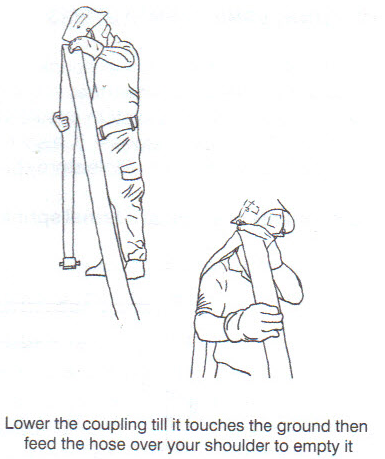 Lower the coupling till it touches the ground then
feed the hose over your shoulder to empty it